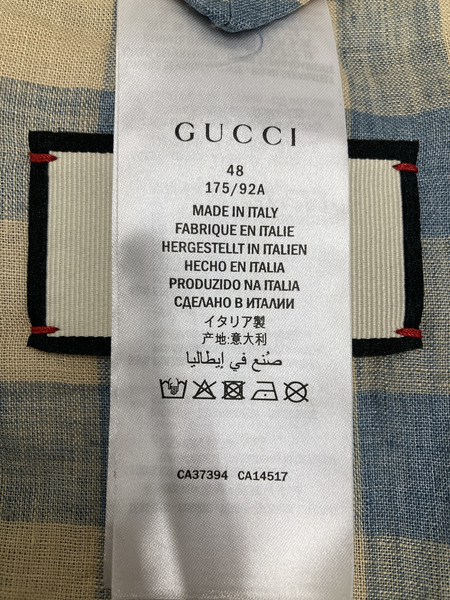 GUCCI
48
175/92A
MADE IN ITALY
FABRIQUE EN ITALIE
HERGESTELLT IN ITALIEN
HECHO EN ITALIA
PRODUZIDO NA ITALIA
СДЕЛАНО В ИТАЛИИ
イタリア製
产地:意大利
صُنع في إيطاليا
CA37394 CA14517